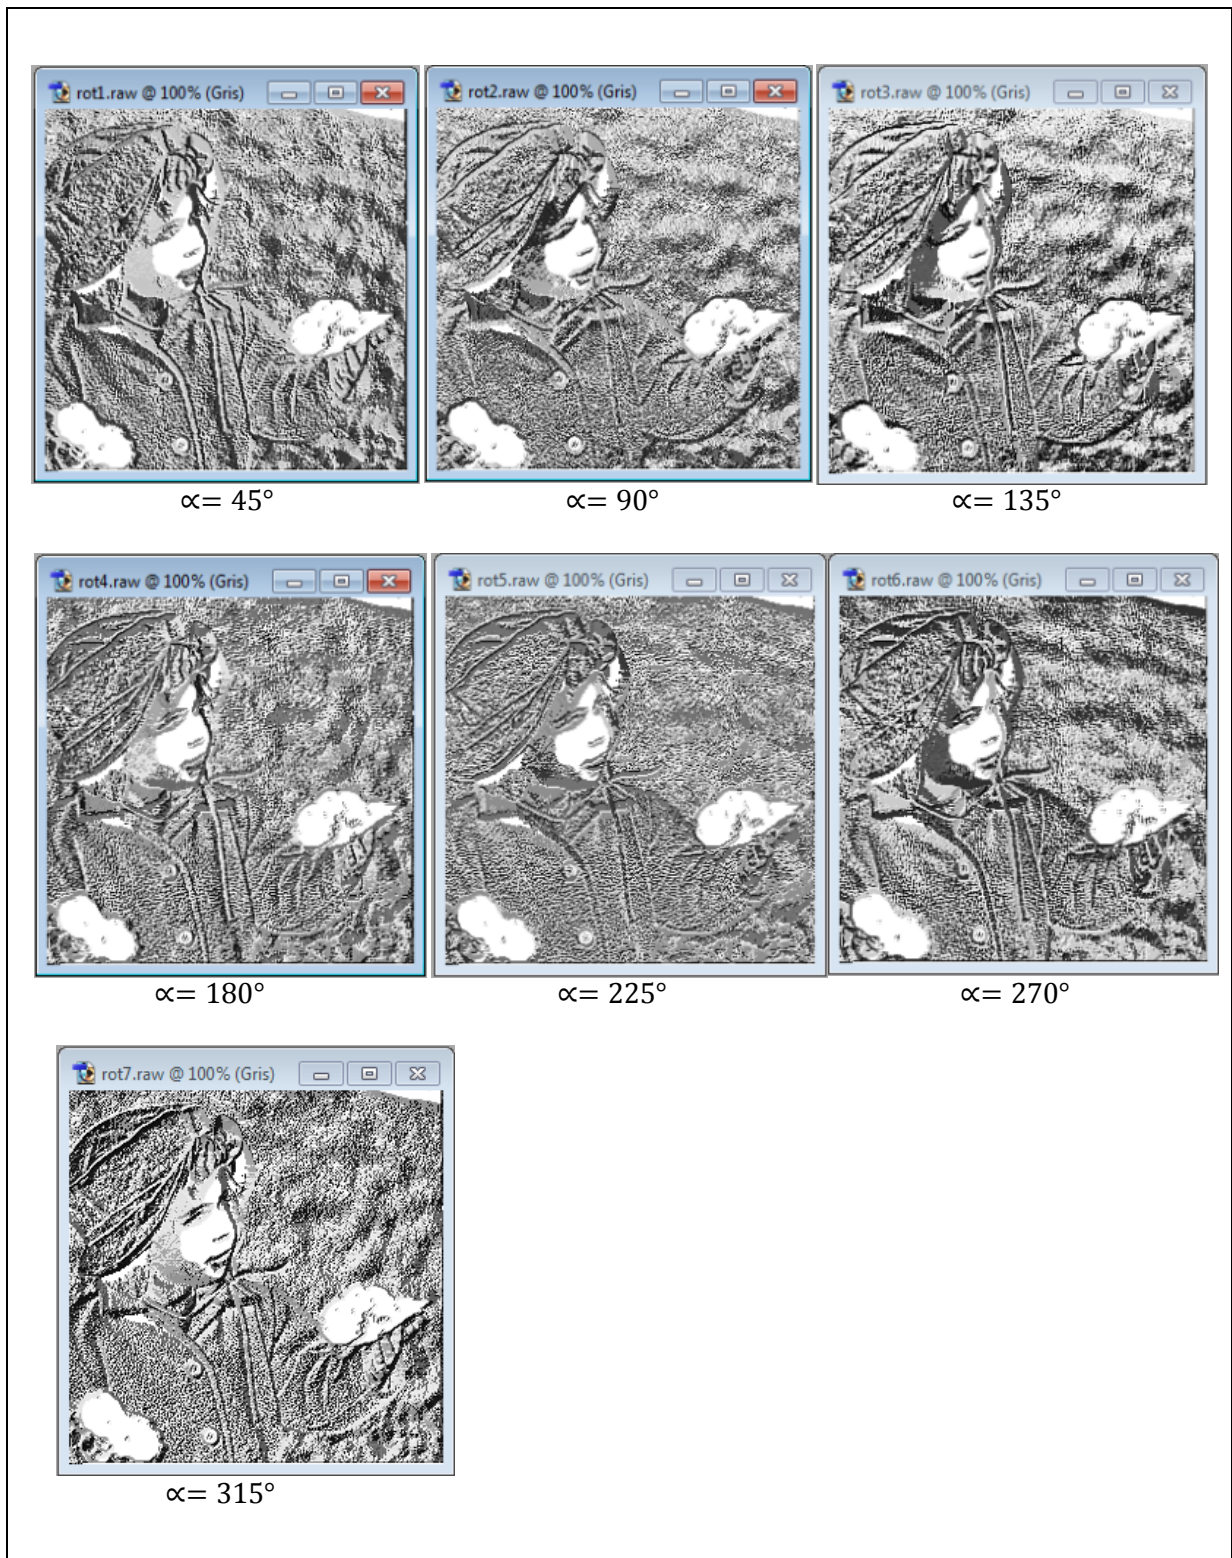 rot1.raw @ 100% (Gris)
rot2.raw @ 100% (Gris)
rot3.raw @ 100% (Gris)
∝= 45°
∝= 90°
∝= 135°
rot4.raw @ 100% (Gris)
rot5.raw @ 100% (Gris)
rot6.raw @ 100% (Gris)
∝= 180°
∝= 225°
∝= 270°
rot7.raw @ 100% (Gris)
∝= 315°